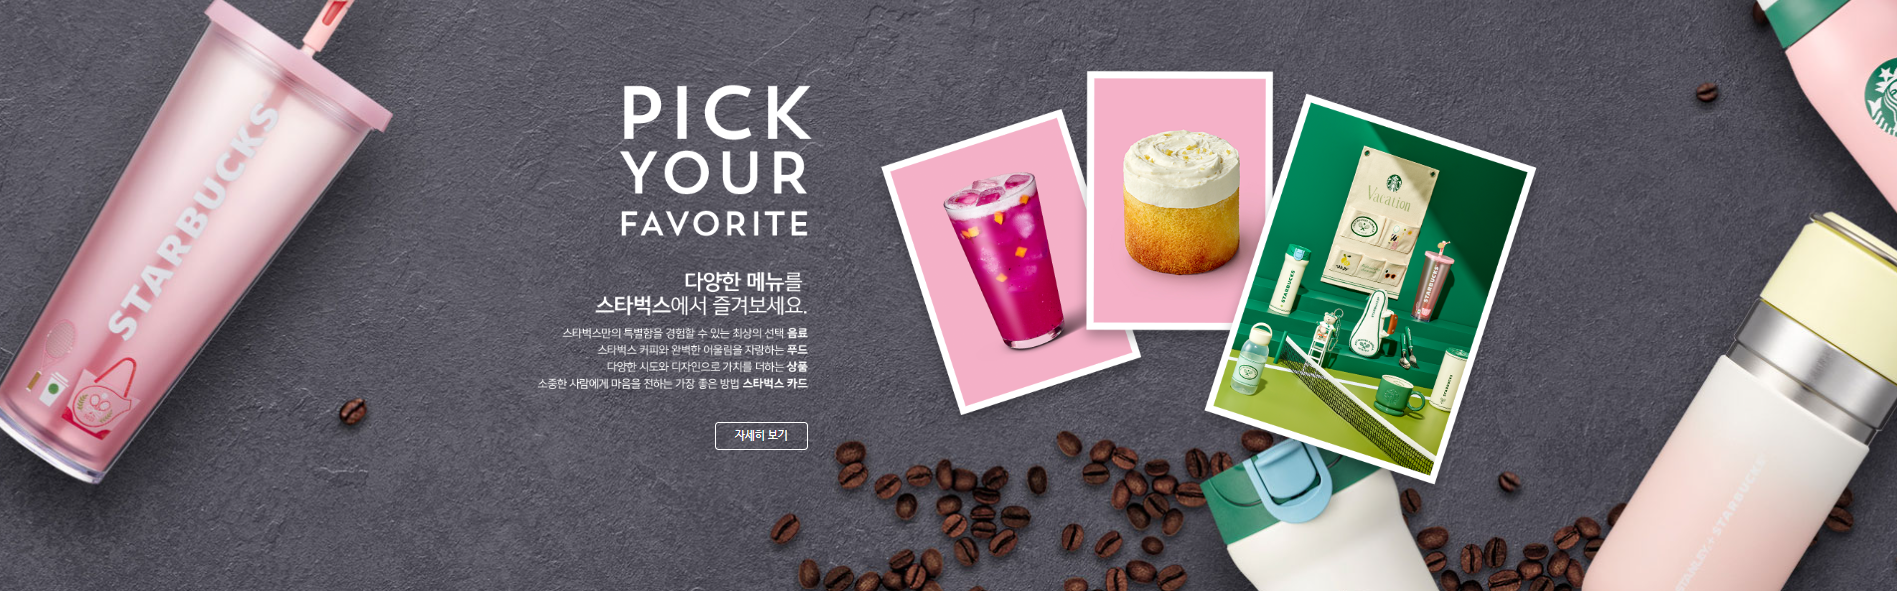 STARBUCKS
PICK
YOUR
FAVORITE
다양한 메뉴를
스타벅스에서 즐겨보세요.
스타벅스만의 특별함을 경험할 수 있는 최상의 선택 음료
스타벅스 커피와 완벽한 어울림을 자랑하는 푸드
다양한 시도와 디자인으로 가치를 더하는 상품
소중한 사람에게 마음을 전하는 가장 좋은 방법 스타벅스 카드
자세히 보기
Vacation
STARBUCKS
STARBUCKS
STANLEY + STARBUCKS